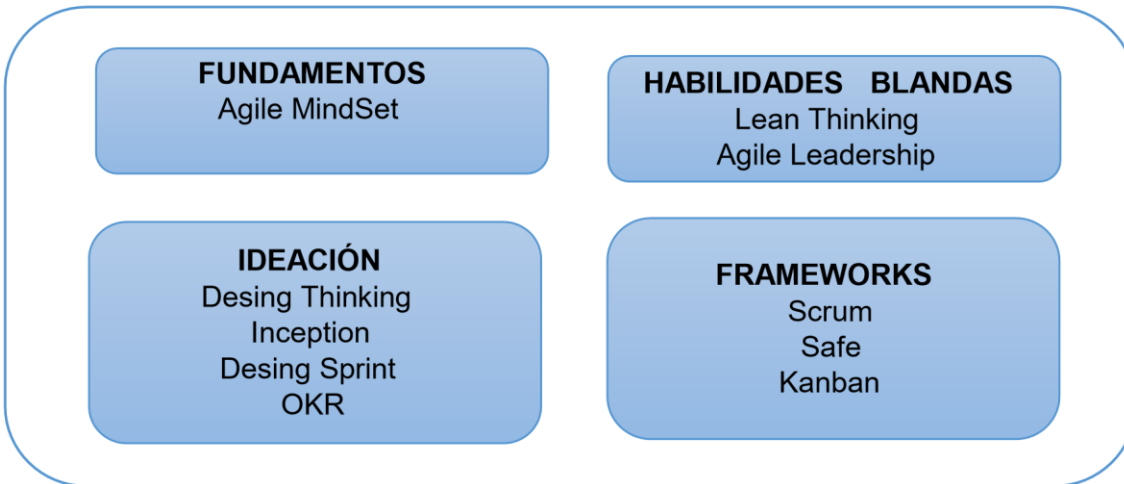 FUNDAMENTOS
Agile MindSet
HABILIDADES BLANDAS
Lean Thinking
Agile Leadership
IDEACIÓN
Desing Thinking
Inception
Desing Sprint
OKR
FRAMEWORKS
Scrum
Safe
Kanban